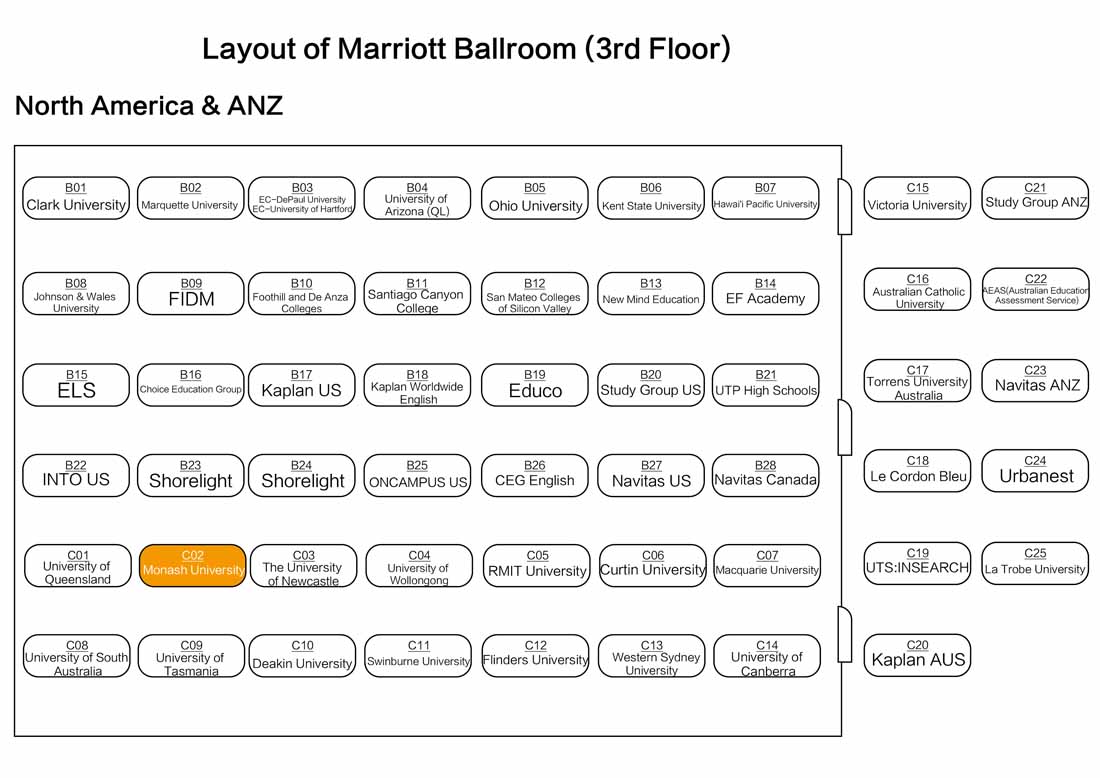 Layout of Marriott Ballroom (3rd Floor)
North America & ANZ
B01
Clark University
B02
Marquette University
B03
EC-DePaul University
EC-University of Hartford
B04
University of
Arizona (QL)
B05
Ohio University
B06
Kent State University
B07
Hawai'i Pacific University
C15
Victoria University
C21
Study Group ANZ
B08
Johnson & Wales
University
B09
FIDM
B10
Foothill and De Anza
Colleges
B11
Santiago Canyon
College
B12
San Mateo Colleges
of Silicon Valley
B13
New Mind Education
B14
EF Academy
C16
Australian Catholic
University
C22
AEAS(Australian Education
Assessment Service)
B15
ELS
B16
Choice Education Group
B17
Kaplan US
B18
Kaplan Worldwide
English
B19
Educo
B20
Study Group US
B21
UTP High Schools
C17
Torrens University
Australia
C23
Navitas ANZ
B22
INTO US
B23
Shorelight
B24
Shorelight
B25
ONCAMPUS US
B26
CEG English
B27
Navitas US
B28
Navitas Canada
C18
Le Cordon Bleu
C24
Urbanest
C01
University of
Queensland
C02
Monash University
C03
The University
of Newcastle
C04
University of
Wollongong
C05
RMIT University
C06
Curtin University
C07
Macquarie University
C19
UTS:INSEARCH
C25
La Trobe University
C08
University of South
Australia
C09
University of
Tasmania
C10
Deakin University
C11
Swinburne University
C12
Flinders University
C13
Western Sydney
University
C14
University of
Canberra
C20
Kaplan AUS